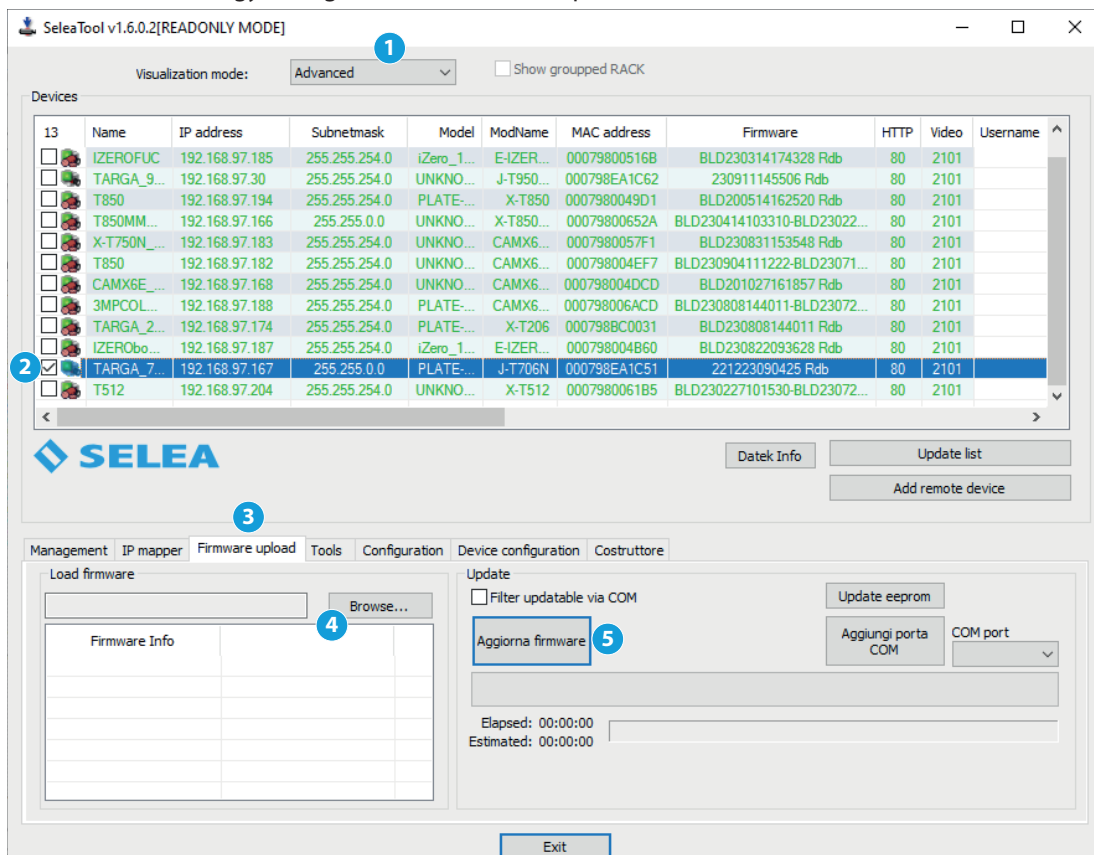 SeleaTool v1.6.0.2[READONLY MODE]
1
Visualization mode: Advanced Show groupped RACK
Devices
13 Name IP address Subnetmask Model ModName MAC address Firmware HTTP Video Username
IZEROFUC 192.168.97.185 255.255.254.0 iZero_1... E-IZER... 00079800516B BLD230314174328 Rdb 80 2101
TARGA_9... 192.168.97.30 255.255.254.0 UNKNO... J-T950... 000798EA1C62 230911145506 Rdb 80 2101
T850 192.168.97.194 255.255.254.0 PLATE-... X-T850 0007980049D1 BLD200514162520 Rdb 80 2101
T850MM... 192.168.97.166 255.255.0.0 UNKNO... X-T850... 00079800652A BLD230414103310-BLD23022... 80 2101
X-T750N_... 192.168.97.183 255.255.254.0 UNKNO... CAMX6... 0007980057F1 BLD230831153548 Rdb 80 2101
T850 192.168.97.182 255.255.254.0 UNKNO... CAMX6... 000798004EF7 BLD230904111222-BLD23071... 80 2101
CAMX6E_... 192.168.97.168 255.255.254.0 UNKNO... CAMX6... 000798004DCD BLD201027161857 Rdb 80 2101
3MPCOL... 192.168.97.188 255.255.254.0 PLATE-... CAMX6... 000798006ACD BLD230808144011-BLD23072... 80 2101
TARGA_2... 192.168.97.174 255.255.254.0 PLATE-... X-T206 000798BC0031 BLD230808144011 Rdb 80 2101
IZERObo... 192.168.97.187 255.255.254.0 iZero_1... E-IZER... 000798004B60 BLD230822093628 Rdb 80 2101
2 TARGA_7... 192.168.97.167 255.255.0.0 PLATE-... J-T706N 000798EA1C51 221223090425 Rdb 80 2101
T512 192.168.97.204 255.255.254.0 UNKNO... X-T512 0007980061B5 BLD230227101530-BLD23072... 80 2101
SELEA
Datek Info Update list
Add remote device
3
Management IP mapper Firmware upload Tools Configuration Device configuration Costruttore
Load firmware
Browse...
4
Firmware Info
Update
Filter updatable via COM Update eeprom
Aggiorna firmware 5 Aggiungi porta COM COM port
Elapsed: 00:00:00
Estimated: 00:00:00
Exit